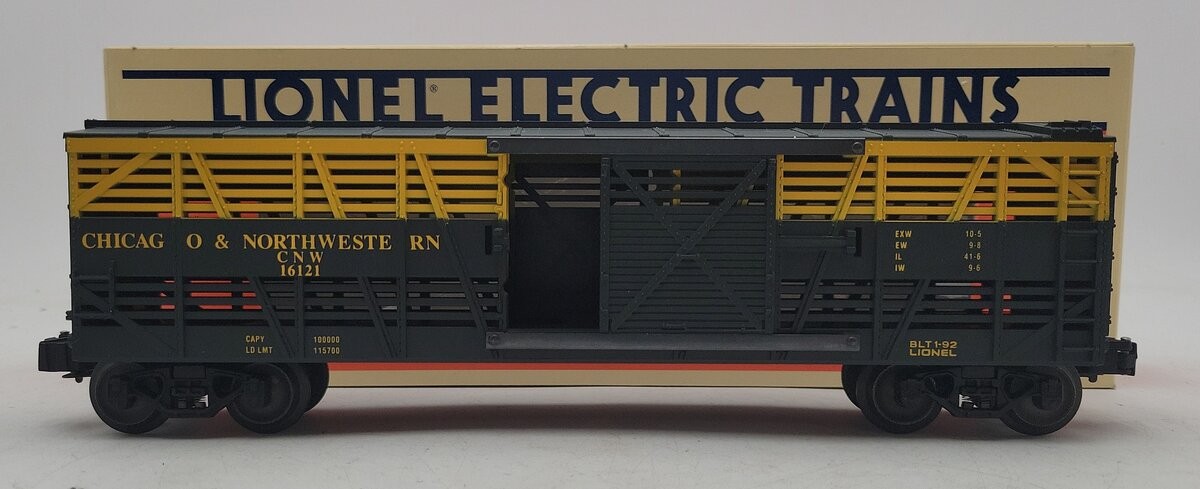 LIONEL® ELECTRIC TRAINS
CHICAG O & NORTHWESTE RN
CNW
16121
EXW 10-5
EW 9-8
IL 41-6
IW 9-6
CAPY 100000
LD LMT 115700
BLT 1-92
LIONEL